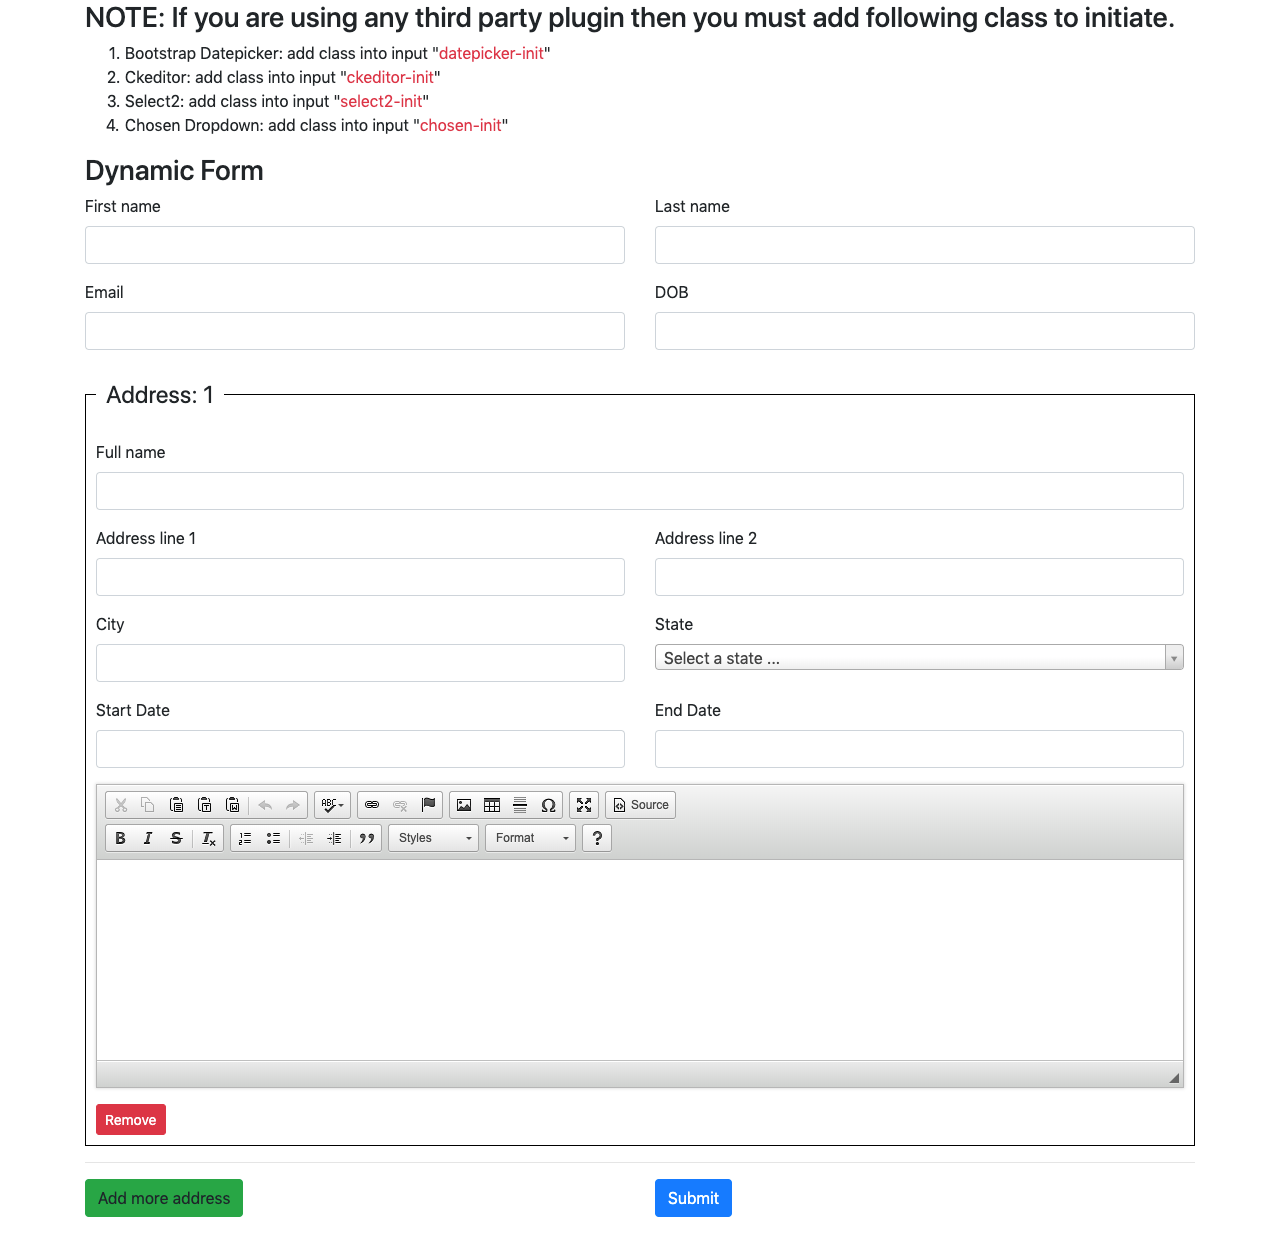 NOTE: If you are using any third party plugin then you must add following class to initiate.
1. Bootstrap Datepicker: add class into input "datepicker-init"
2. Ckeditor: add class into input "ckeditor-init"
3. Select2: add class into input "select2-init"
4. Chosen Dropdown: add class into input "chosen-init"
Dynamic Form
First name Last name
Email DOB
Address: 1
Full name
Address line 1 Address line 2
City State
Select a state ...
Start Date End Date
ABC Ω Source
B I S Ix Styles Format ?
Remove
Add more address Submit